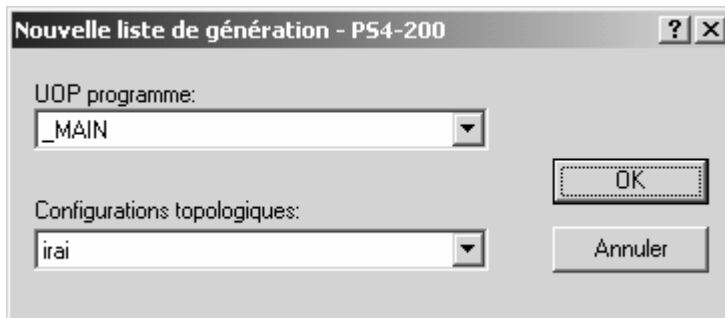 Nouvelle liste de génération - PS4-200
UOP programme:
_MAIN
OK
Configurations topologiques:
irai
Annuler